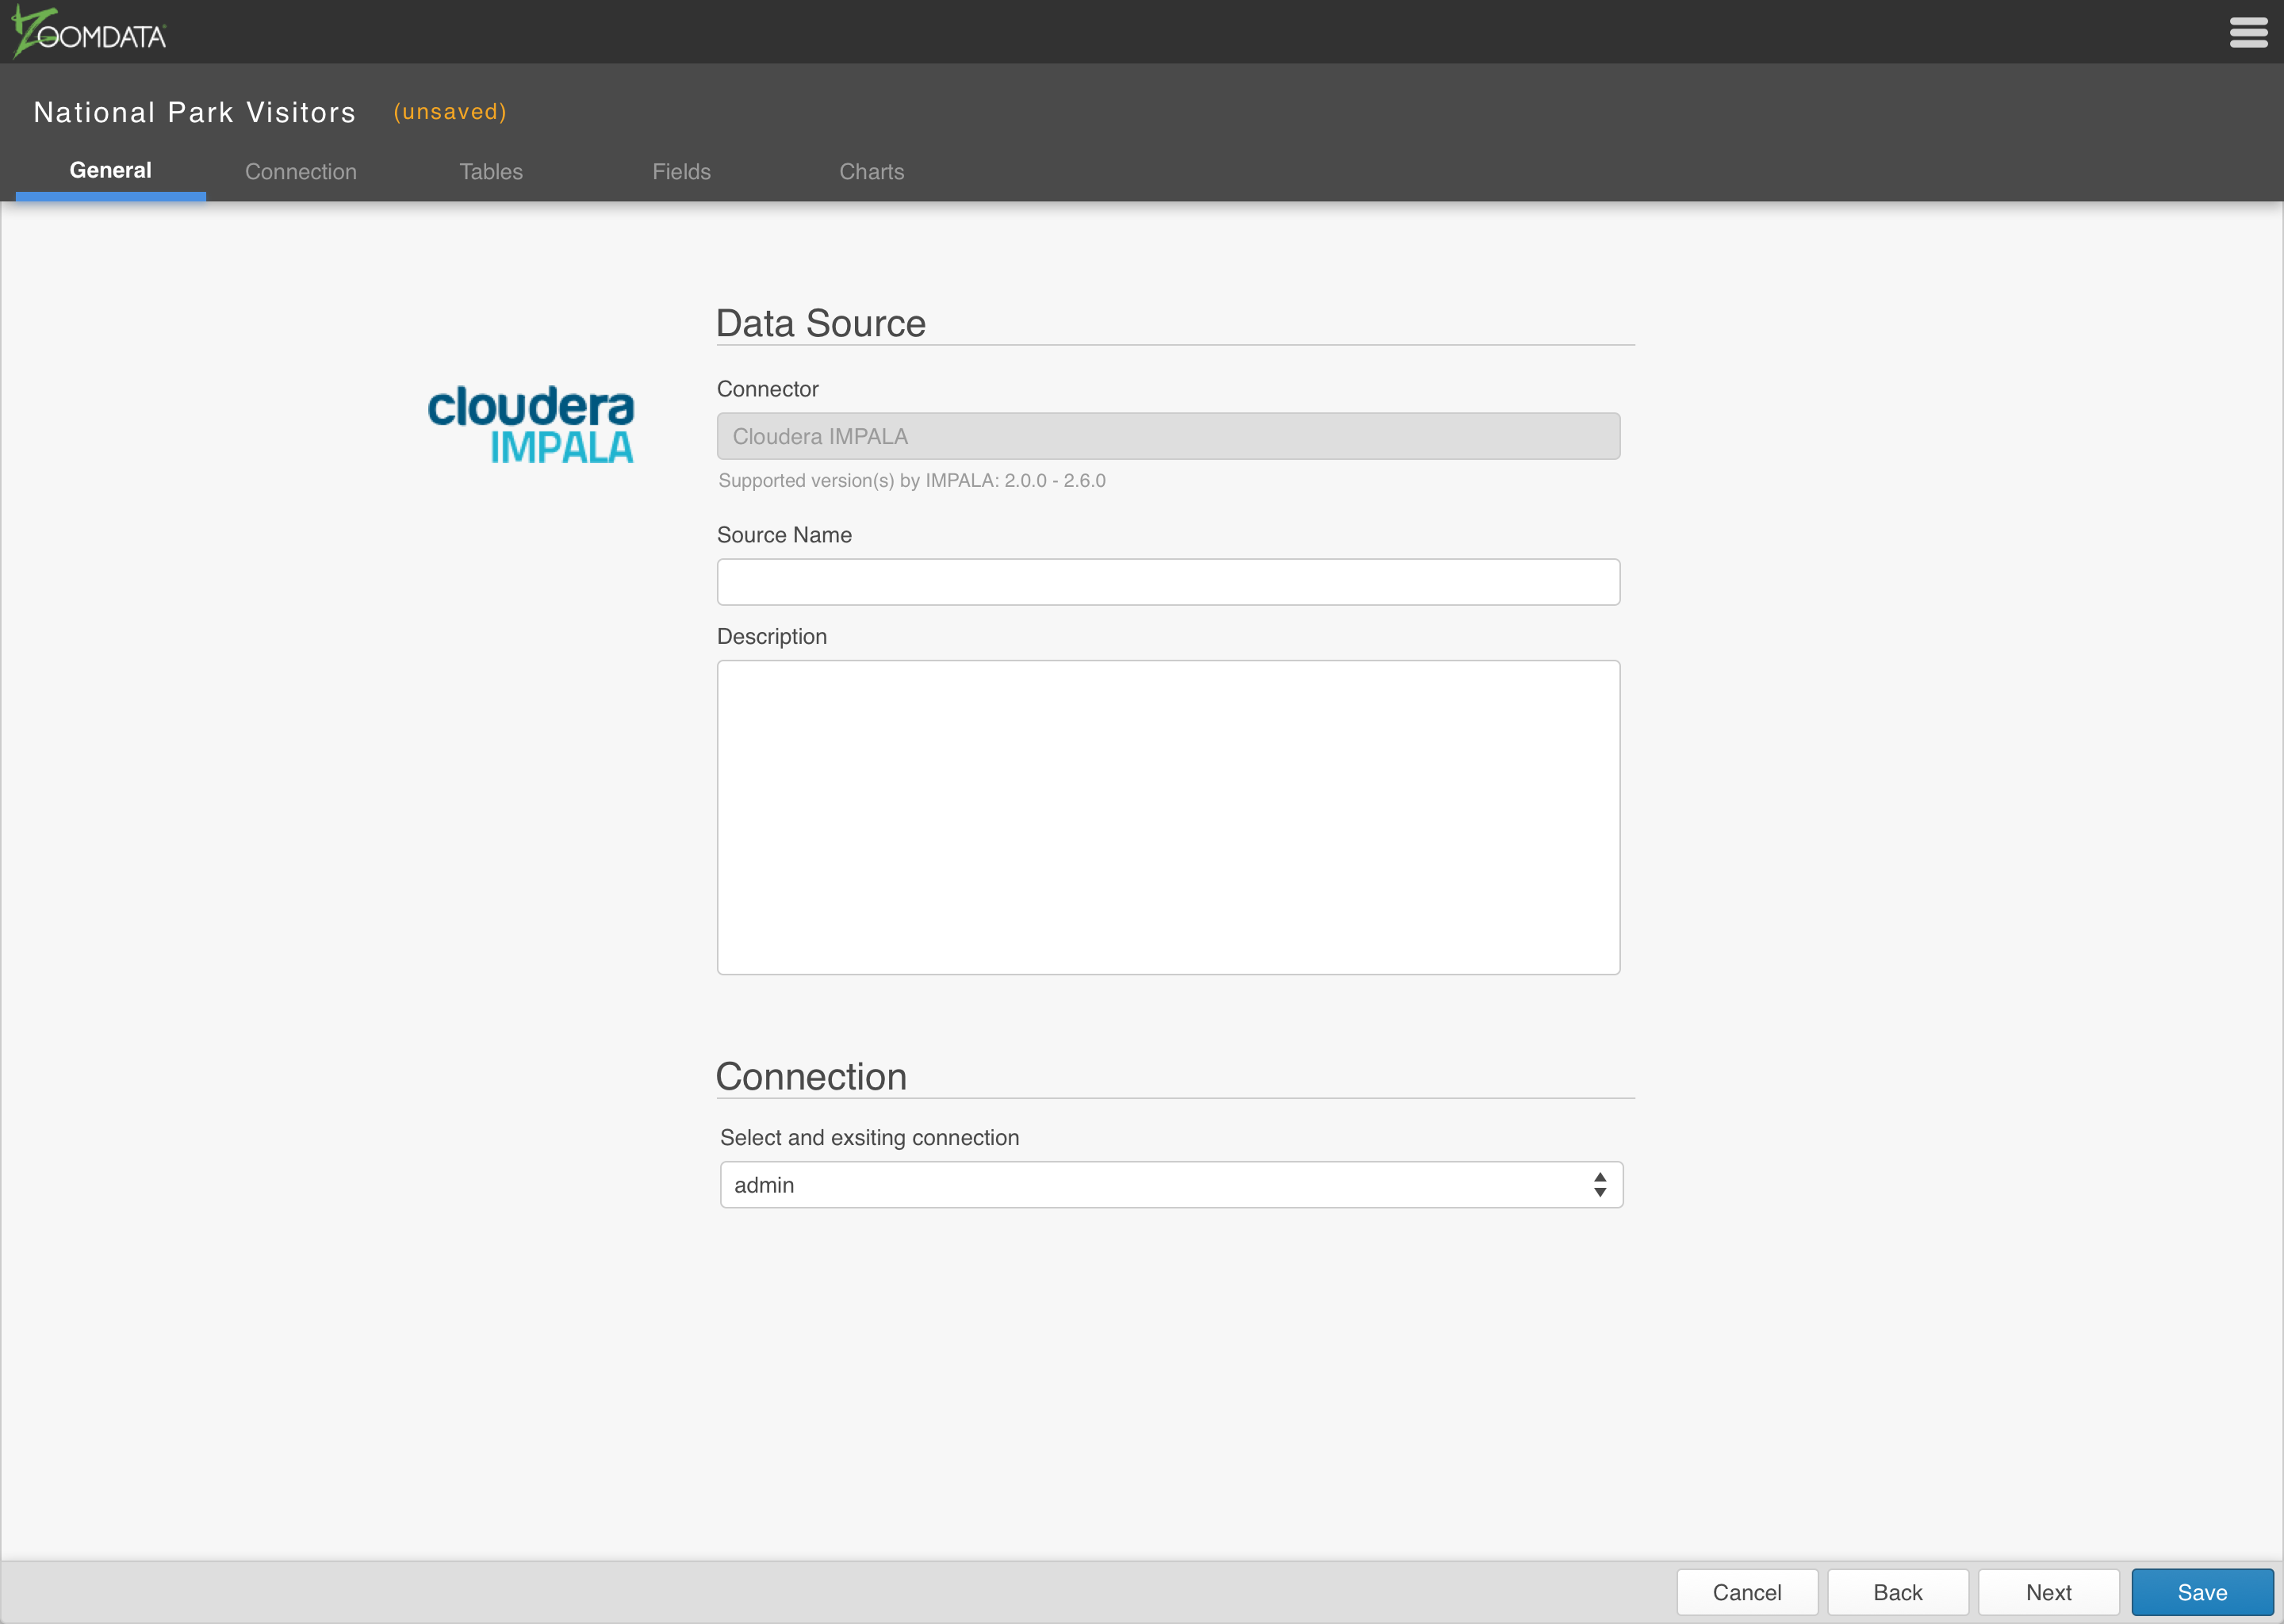 ZOOMDATA
National Park Visitors (unsaved)
General Connection Tables Fields Charts
Data Source
cloudera
IMPALA
Connector
Cloudera IMPALA
Supported version(s) by IMPALA: 2.0.0 - 2.6.0
Source Name
Description
Connection
Select and exsiting connection
admin
Cancel Back Next Save